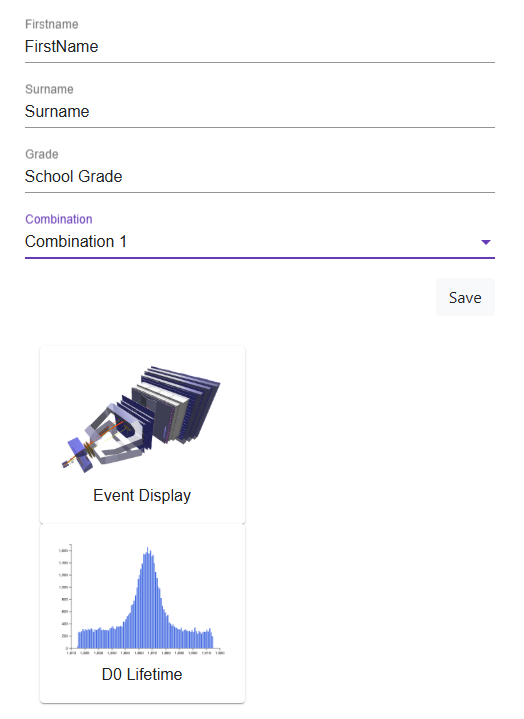 Firstname
FirstName
Surname
Surname
Grade
School Grade
Combination
Combination 1
Save
Event Display
D0 Lifetime